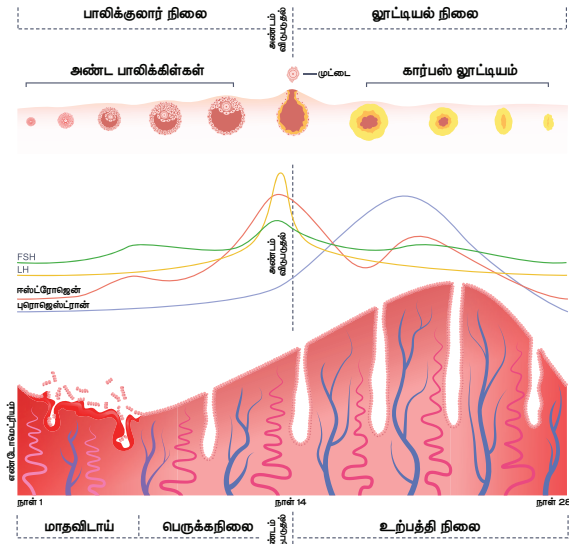 பாலிக்குலார் நிலை
அண்டம்
விடுபடுதல்
லூட்டியல் நிலை
அண்ட பாலிக்கிள்கள்
முட்டை
கார்பஸ் லூட்டியம்
அண்டம்
விடுபடுதல்
FSH
LH
ஈஸ்ட்ரோஜென்
புரொஜெஸ்ட்ரான்
எண்டோமெட்ரியம்
நாள் 1
நாள் 14
நாள் 28
மாதவிடாய்
பெருக்கநிலை
உற்பத்தி நிலை